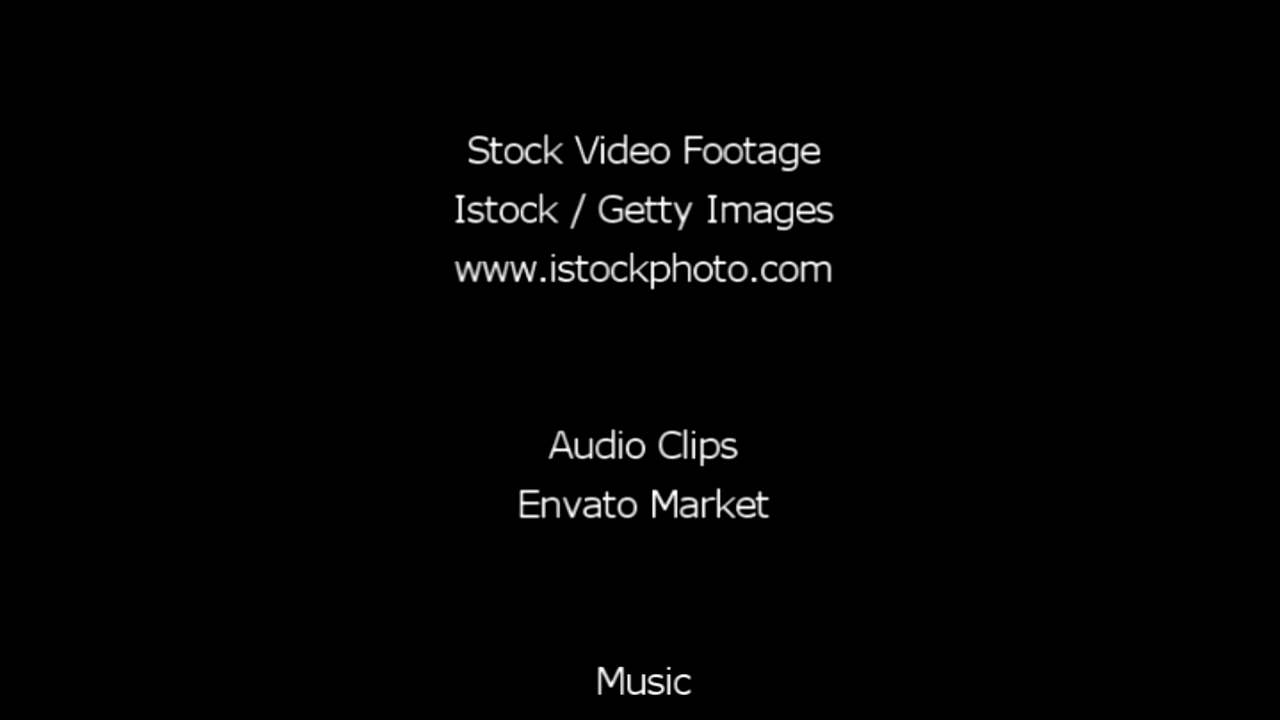 Stock Video Footage
Istock / Getty Images
www.istockphoto.com
Audio Clips
Envato Market
Music